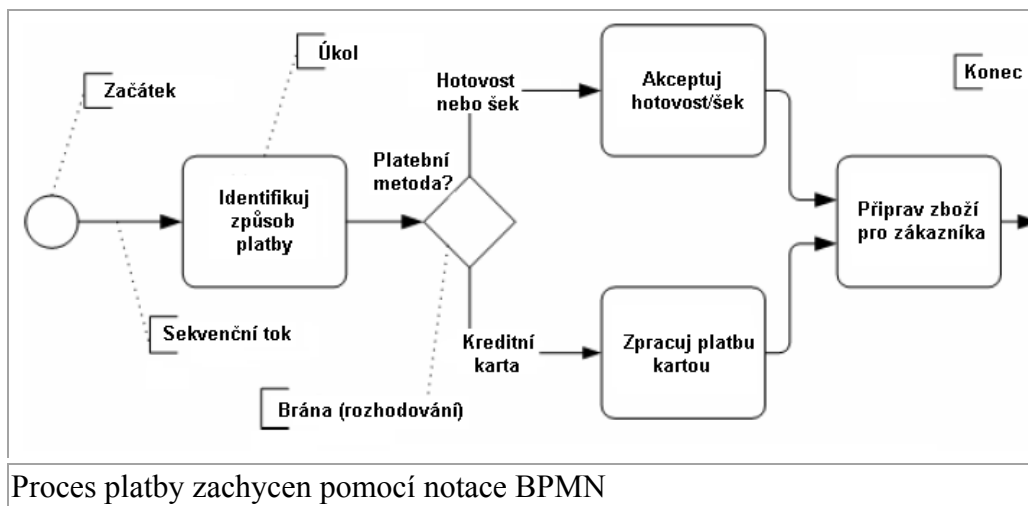 Začátek
Úkol
Hotovost
nebo šek
Akceptuj
hotovost/šek
Konec
Identifikuj
způsob
platby
Platební
metoda?
Připrav zboží
pro zákazníka
Sekvenční tok
Kreditní
karta
Zpracuj platbu
kartou
Brána (rozhodování)
Proces platby zachycen pomocí notace BPMN